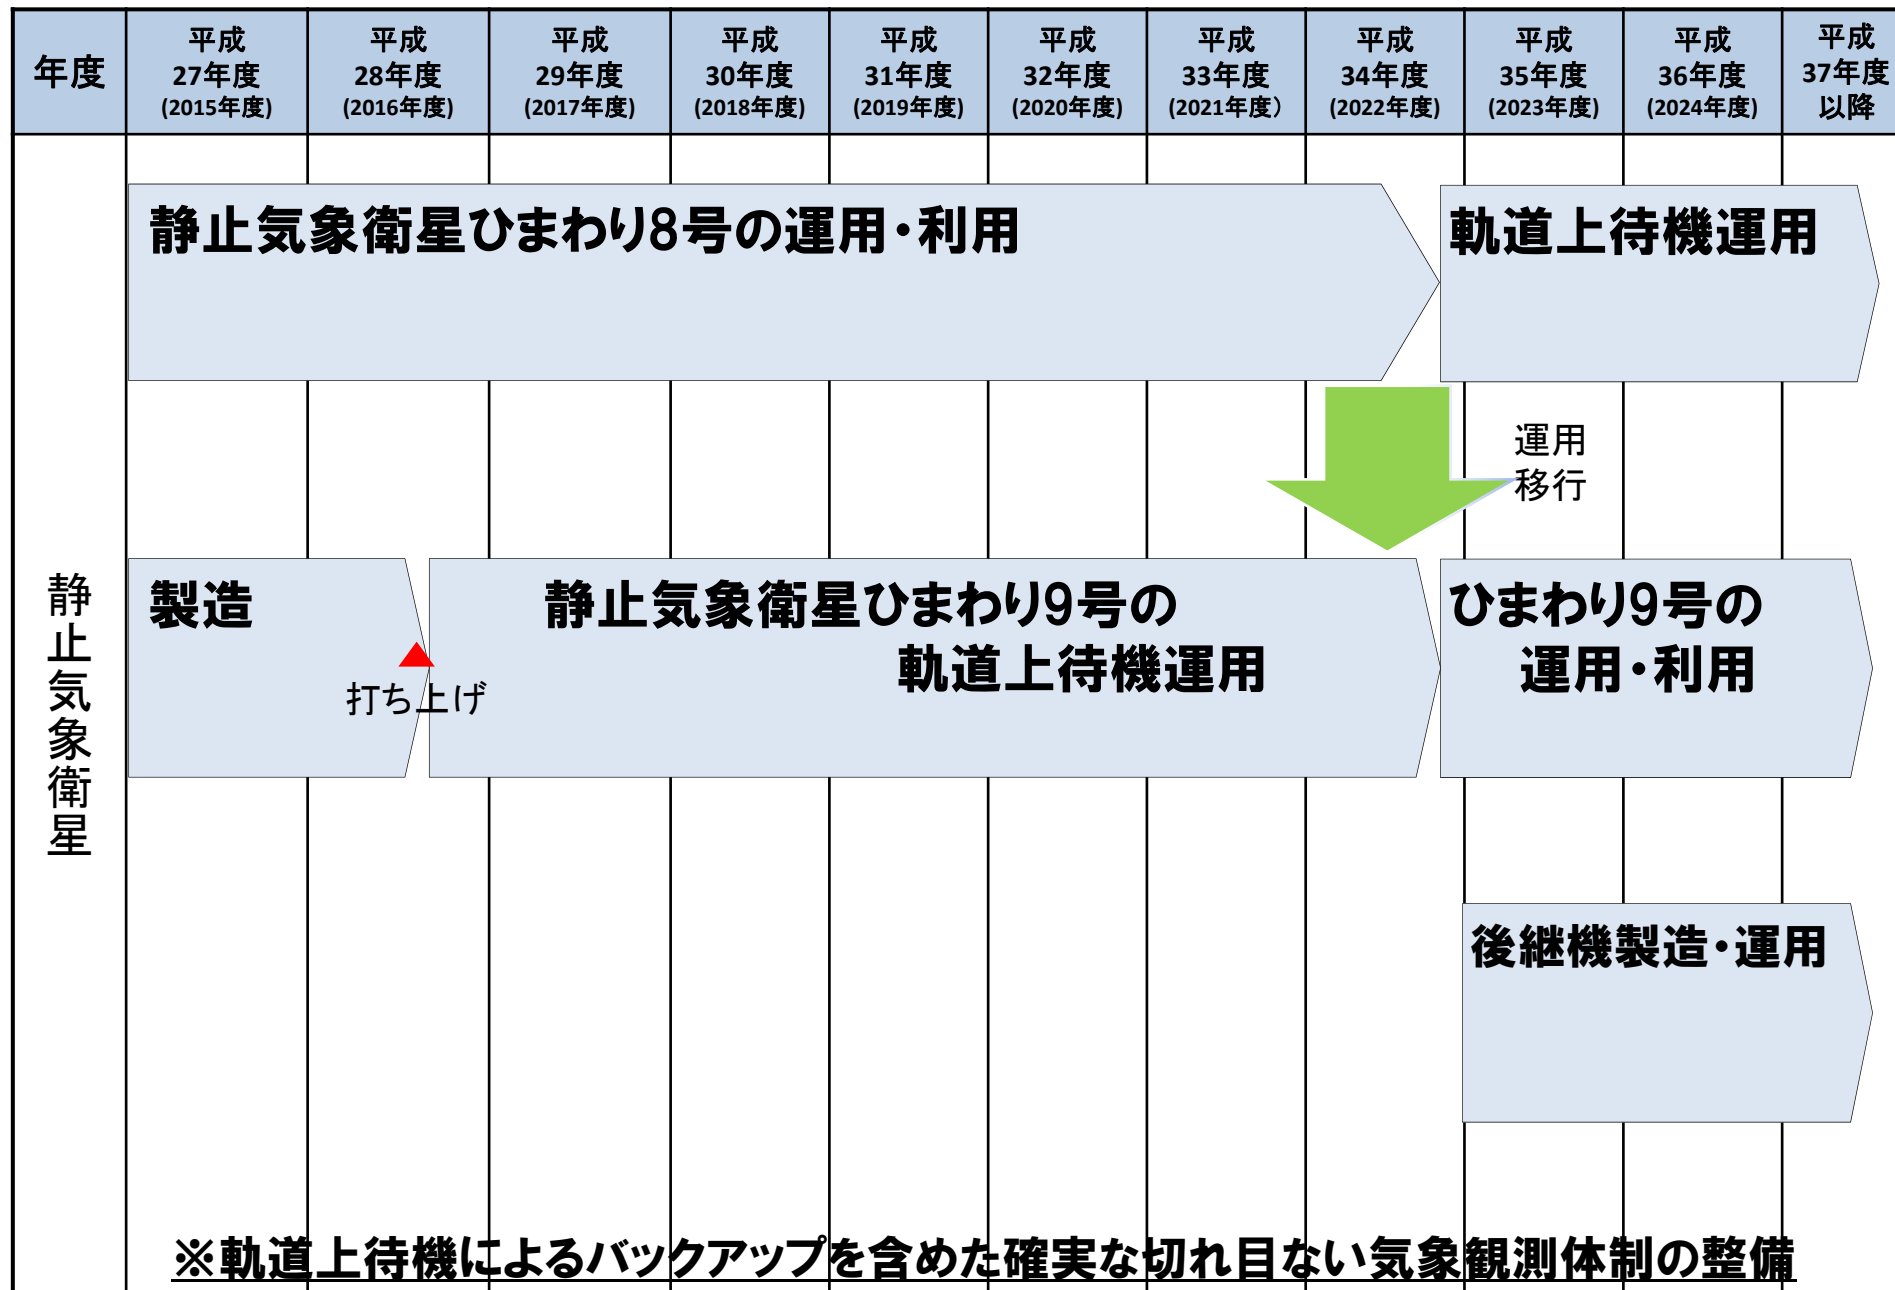 年度
平成
27年度
(2015年度)
平成
28年度
(2016年度)
平成
29年度
(2017年度)
平成
30年度
(2018年度)
平成
31年度
(2019年度)
平成
32年度
(2020年度)
平成
33年度
(2021年度）
平成
34年度
(2022年度)
平成
35年度
(2023年度)
平成
36年度
(2024年度)
平成
37年度
以降
静止気象衛星
静止気象衛星ひまわり8号の運用・利用
軌道上待機運用
運用
移行
製造
打ち上げ
静止気象衛星ひまわり9号の
軌道上待機運用
ひまわり9号の
運用・利用
後継機製造・運用
※軌道上待機によるバックアップを含めた確実な切れ目ない気象観測体制の整備